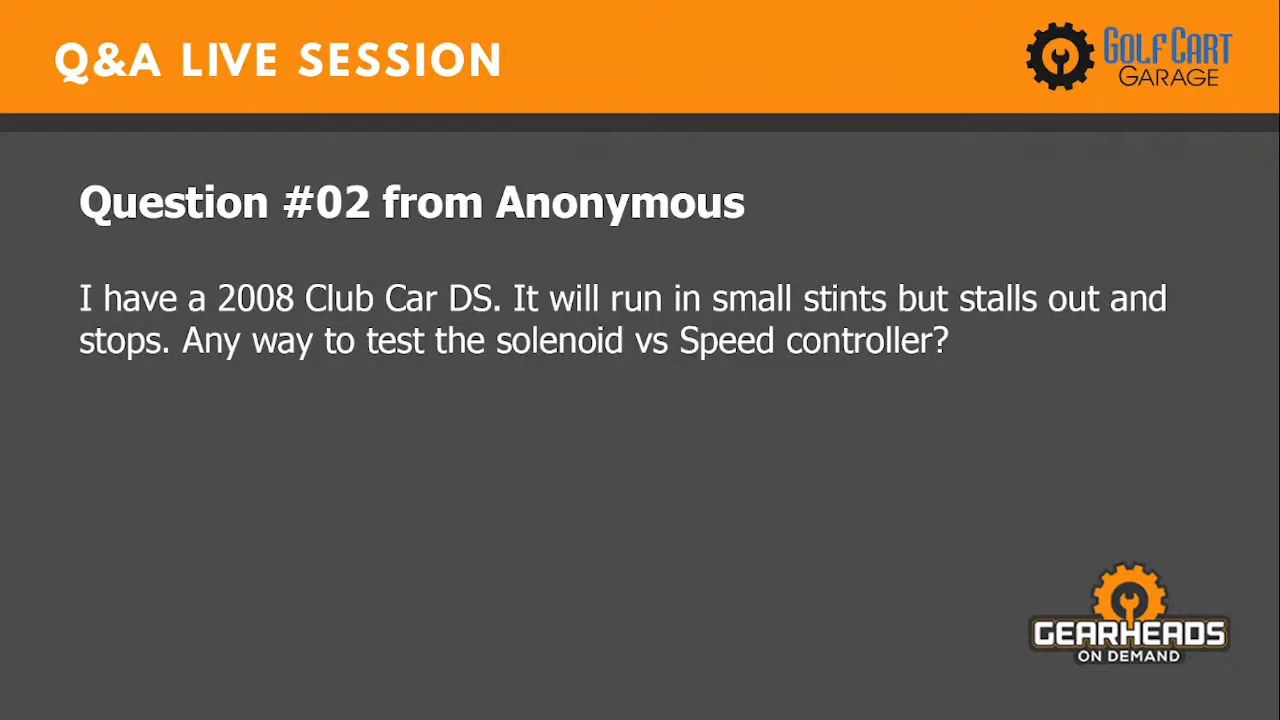 Q&A LIVE SESSION
GOLF CART
GARAGE
Question #02 from Anonymous
I have a 2008 Club Car DS. It will run in small stints but stalls out and
stops. Any way to test the solenoid vs Speed controller?
GEARHEADS
ON DEMAND